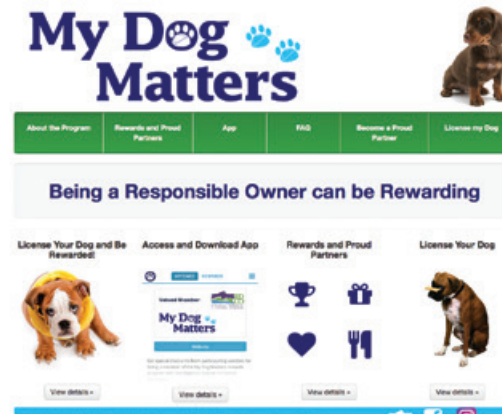 My Dog
Matters
About the Program
Rewards and Proud
Partners
App
FAQ
Become a Proud
Partner
License my Dog
Being a Responsible Owner can be Rewarding
License Your Dog and Be
Rewarded!
Access and Download App
Rewards and Proud
Partners
License Your Dog
Valued Member
My Dog
Matters
View details »
View details »
View details »
View details »